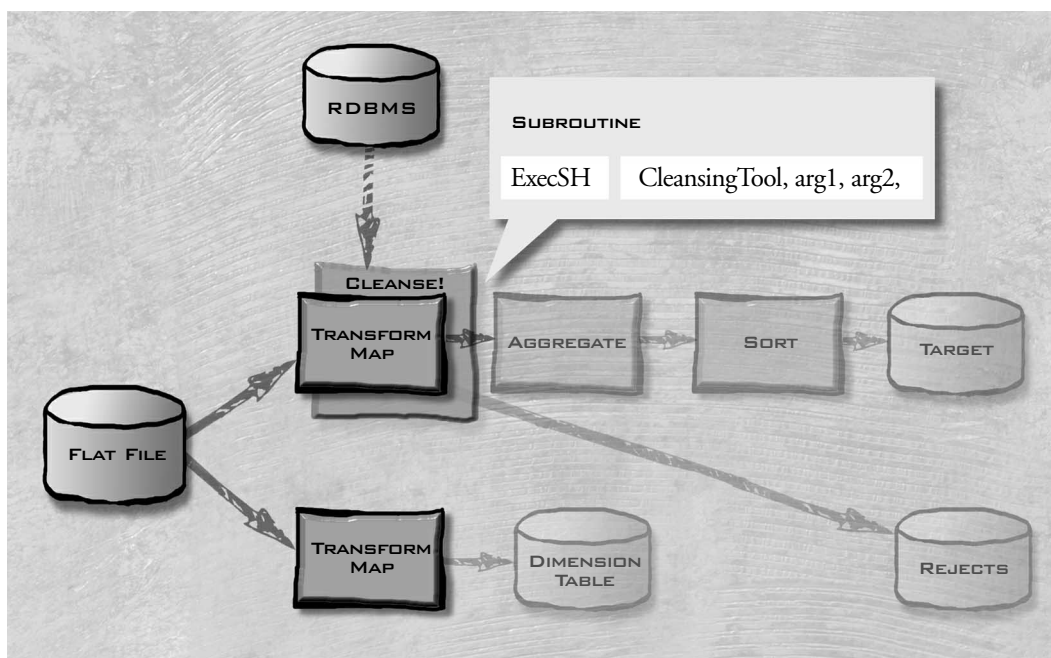 RDBMS
SUBROUTINE
ExecSH CleansingTool, arg1, arg2,
CLEANSE!
TRANSFORM
MAP
AGGREGATE
SORT
TARGET
FLAT FILE
TRANSFORM
MAP
DIMENSION
TABLE
REJECTS